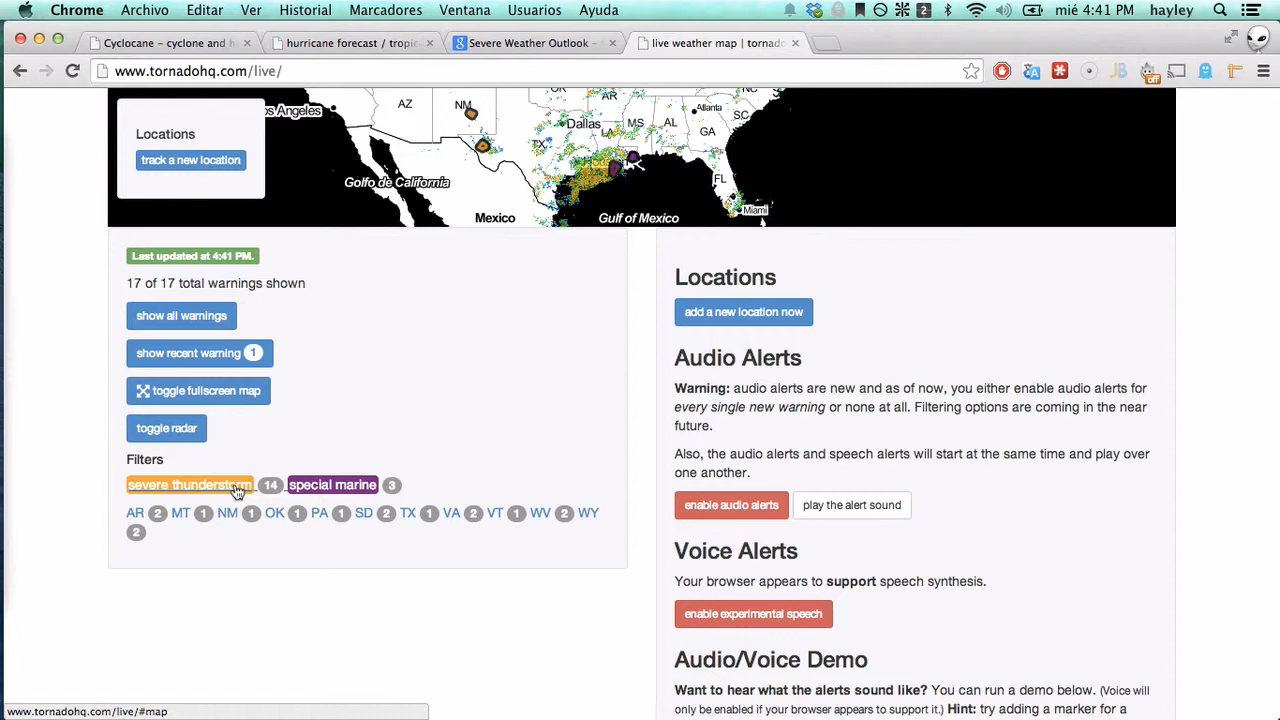 Chrome Archivo Editar Ver Historial Marcadores Ventana Usuarios Ayuda 2 mié 4:41 PM hayley
Cyclocane – cyclone and h hurricane forecast / tropic Severe Weather Outlook – live weather map | tornad
www.tornadohq.com/live/
JB off
Locations
track a new location
os Angeles AZ NM OK AR Atlanta SC
Dallas MS AL GA
TX LA
Golfo de California FL
Miami
Mexico Gulf of Mexico
Last updated at 4:41 PM.
17 of 17 total warnings shown
show all warnings
show recent warning 1
toggle fullscreen map
toggle radar
Filters
severe thunderstorm 14 special marine 3
AR 2 MT 1 NM 1 OK 1 PA 1 SD 2 TX 1 VA 2 VT 1 WV 2 WY
2
Locations
add a new location now
Audio Alerts
Warning: audio alerts are new and as of now, you either enable audio alerts for
every single new warning or none at all. Filtering options are coming in the near
future.
Also, the audio alerts and speech alerts will start at the same time and play over
one another.
enable audio alerts play the alert sound
Voice Alerts
Your browser appears to support speech synthesis.
enable experimental speech
Audio/Voice Demo
Want to hear what the alerts sound like? You can run a demo below. (Voice will
only be enabled if your browser appears to support it.) Hint: try adding a marker for a
www.tornadohq.com/live/#map